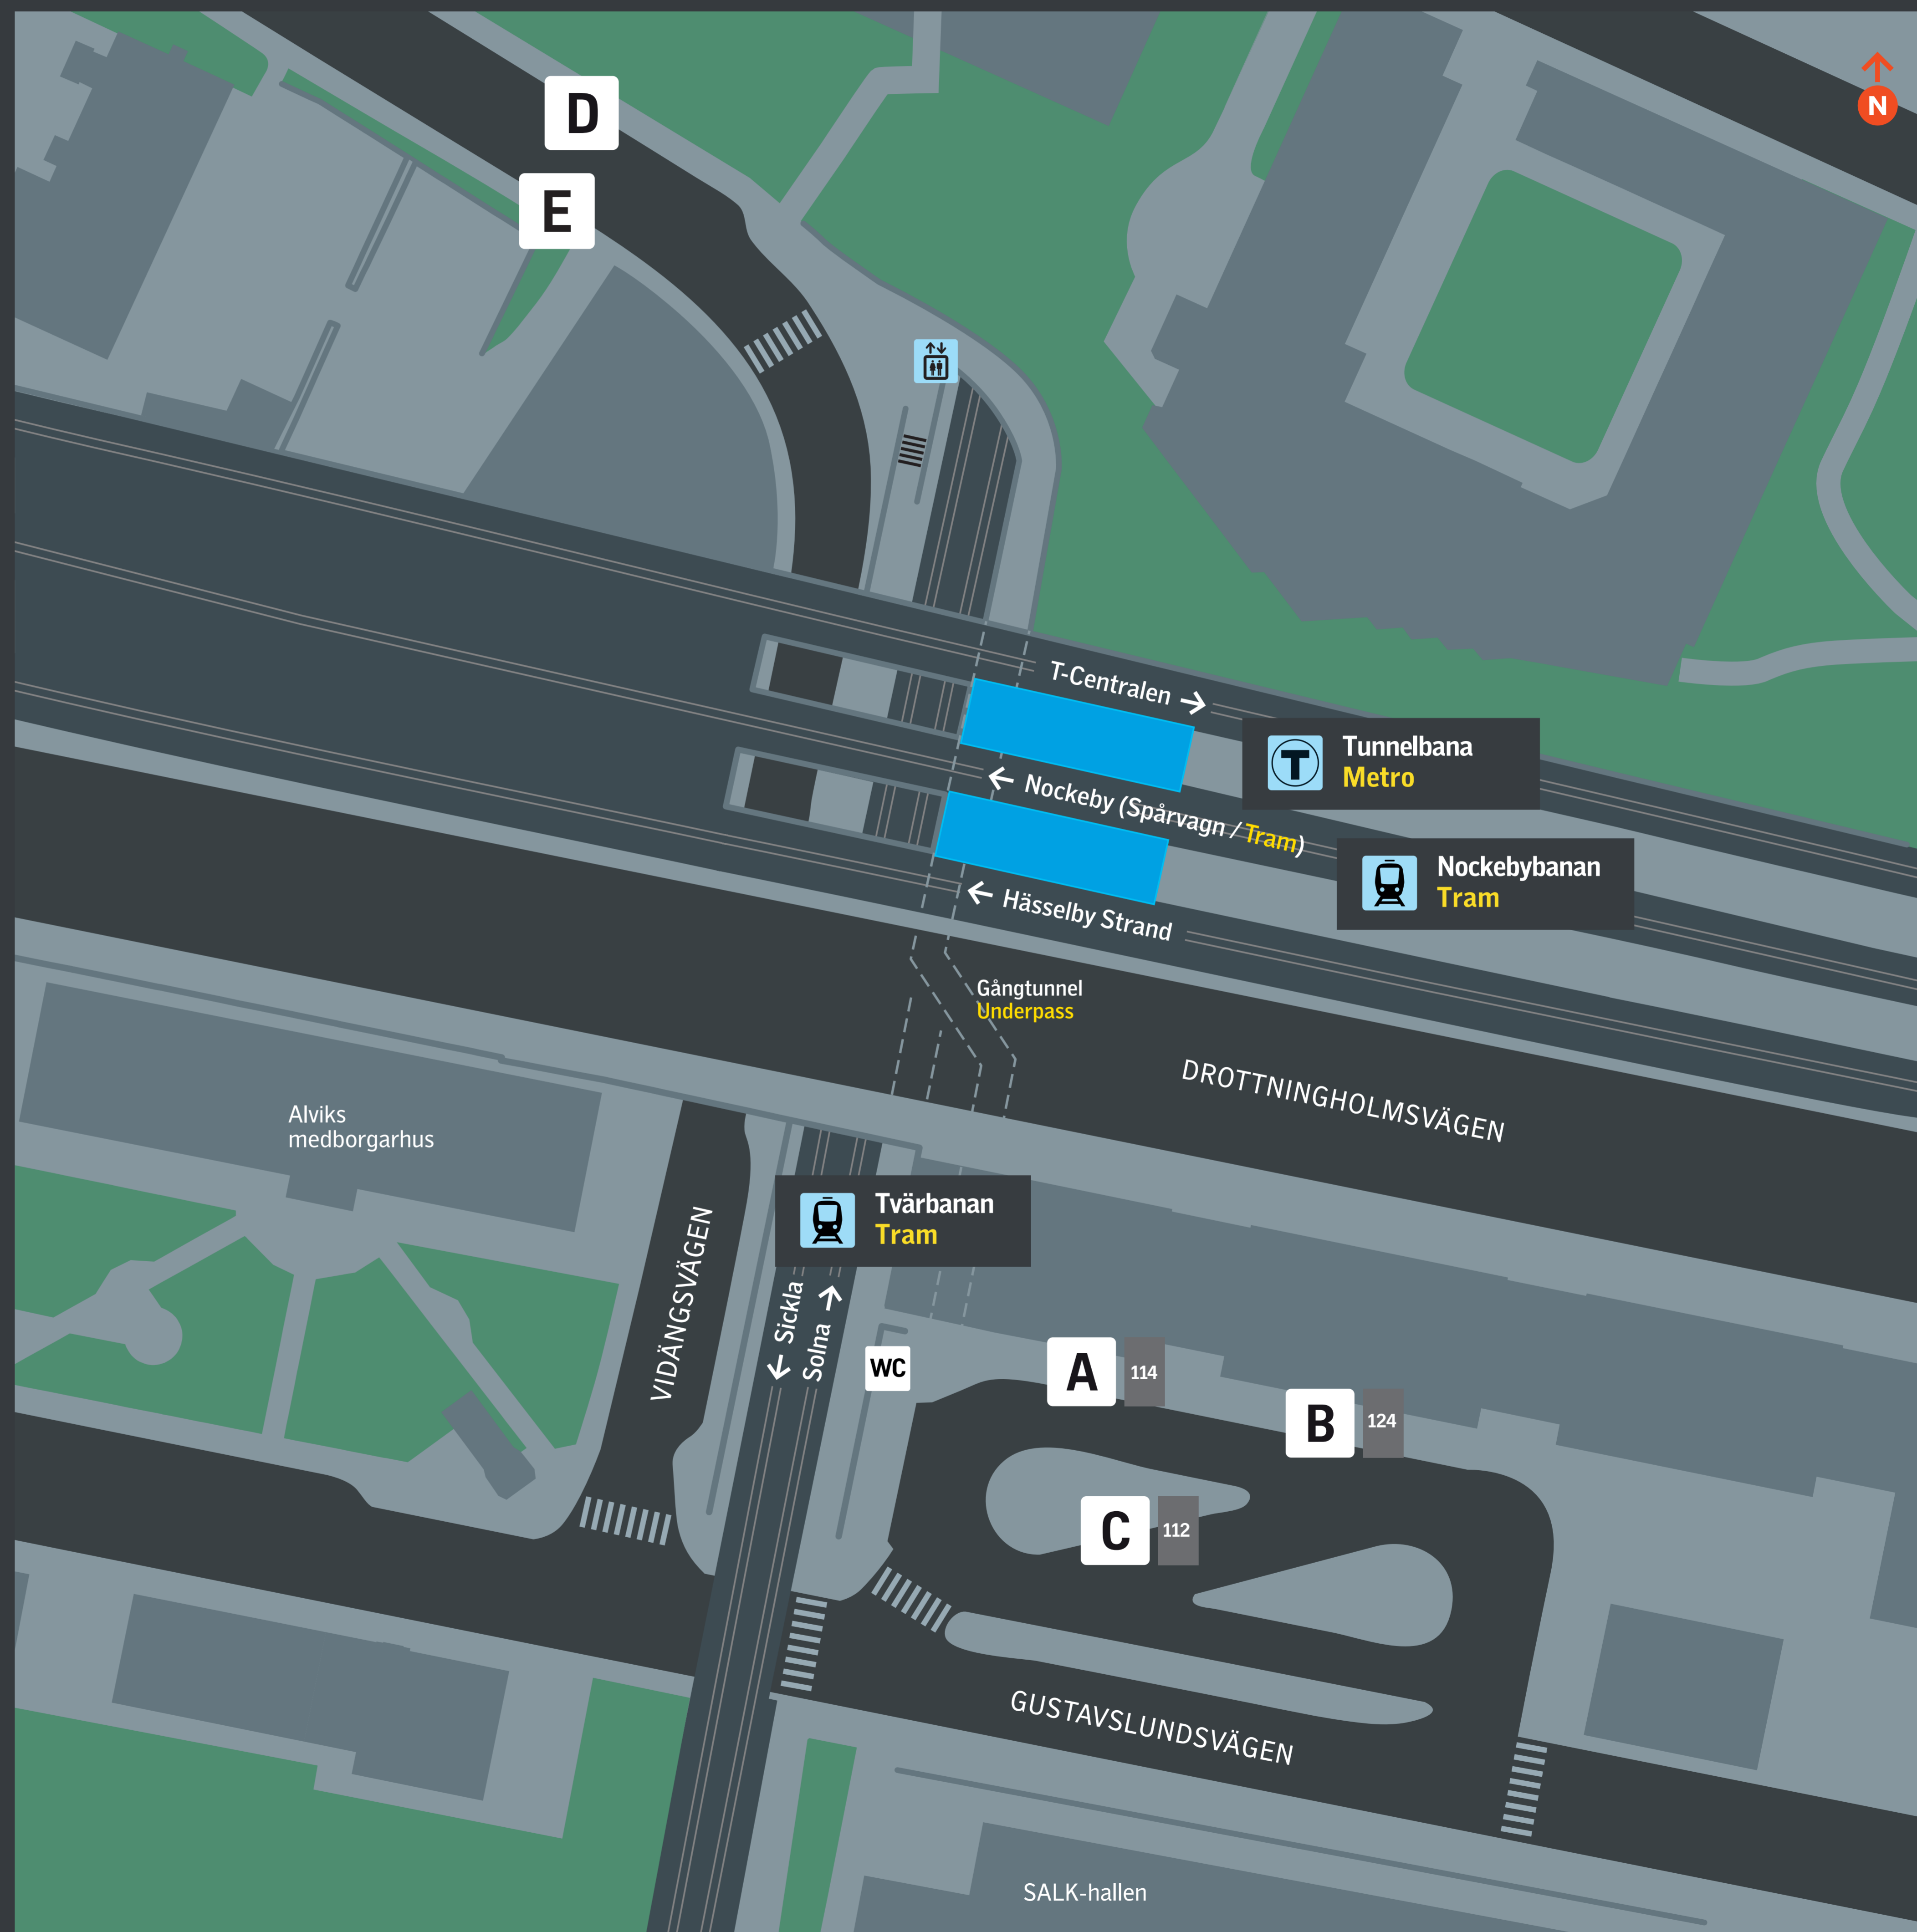 D
N
E
T-Centralen →
T
Tunnelbana
Metro
← Nockeby (Spårvagn / Tram)
Nockebybanan
Tram
← Hässelby Strand
Gångtunnel
Underpass
DROTTNINGHOLMSVÄGEN
Alviks
medborgarhus
Tvärbanan
Tram
VIDÄNGSVÄGEN
← Sickla
Solna →
WC
A 114
B 124
C 112
GUSTAVSLUNDSVÄGEN
SALK-hallen